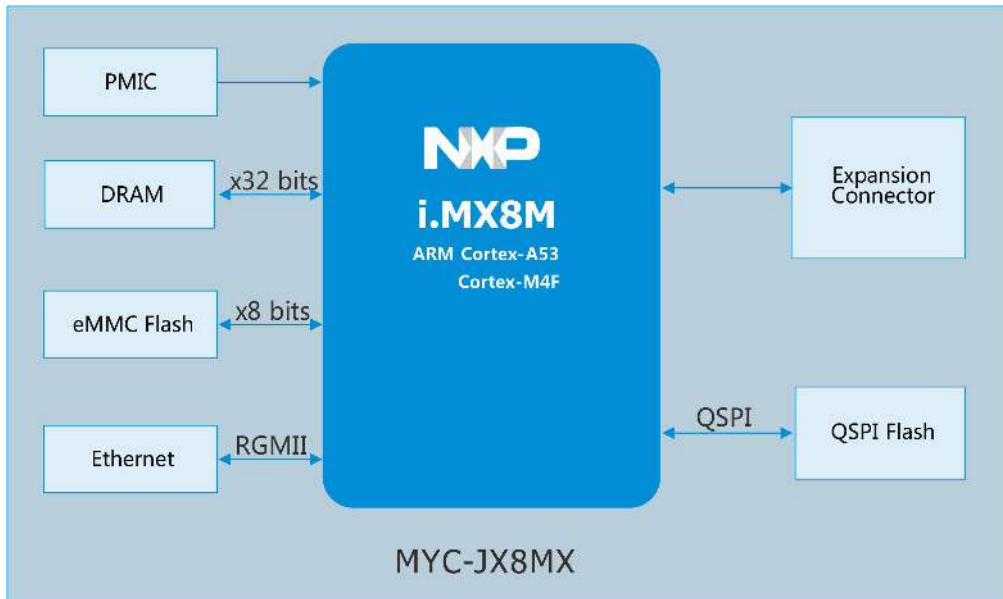 PMIC
DRAM
x32 bits
eMMC Flash
x8 bits
Ethernet
RGMII
NXP
i.MX8M
ARM Cortex-A53
Cortex-M4F
Expansion
Connector
QSPI
QSPI Flash
MYC-JX8MX